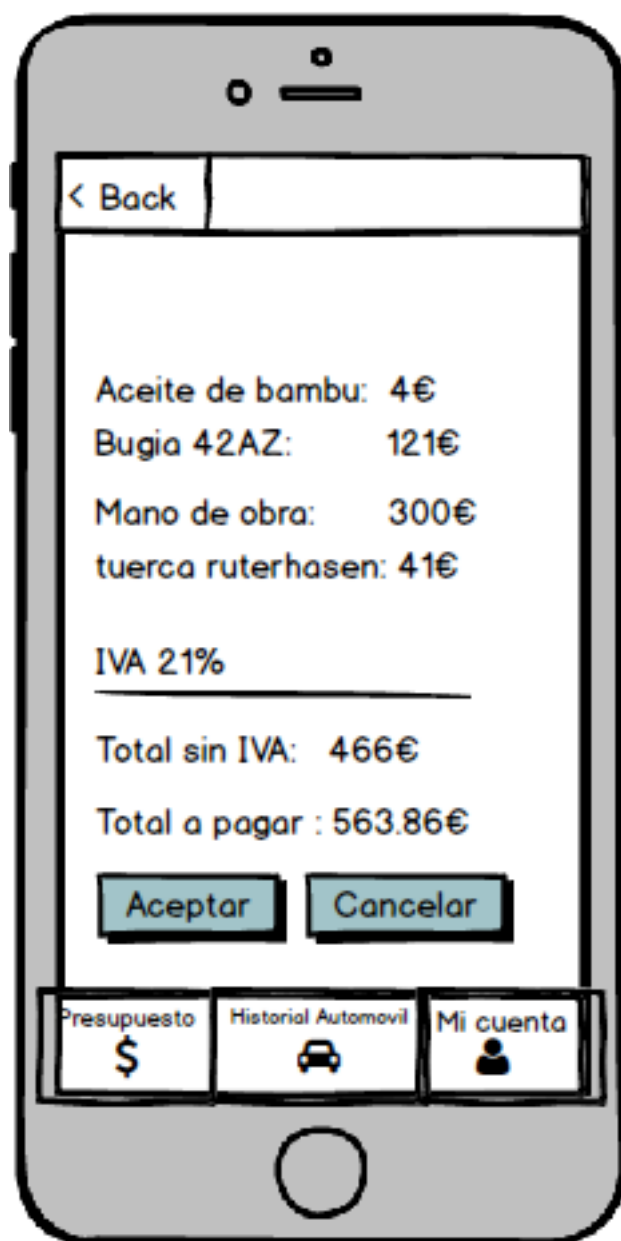 < Back
Aceite de bambu: 4€
Bugia 42AZ: 121€
Mano de obra: 300€
tuerca ruterhasen: 41€
IVA 21%
Total sin IVA: 466€
Total a pagar : 563.86€
Aceptar Cancelar
Presupuesto Historial Automovil Mi cuenta
$